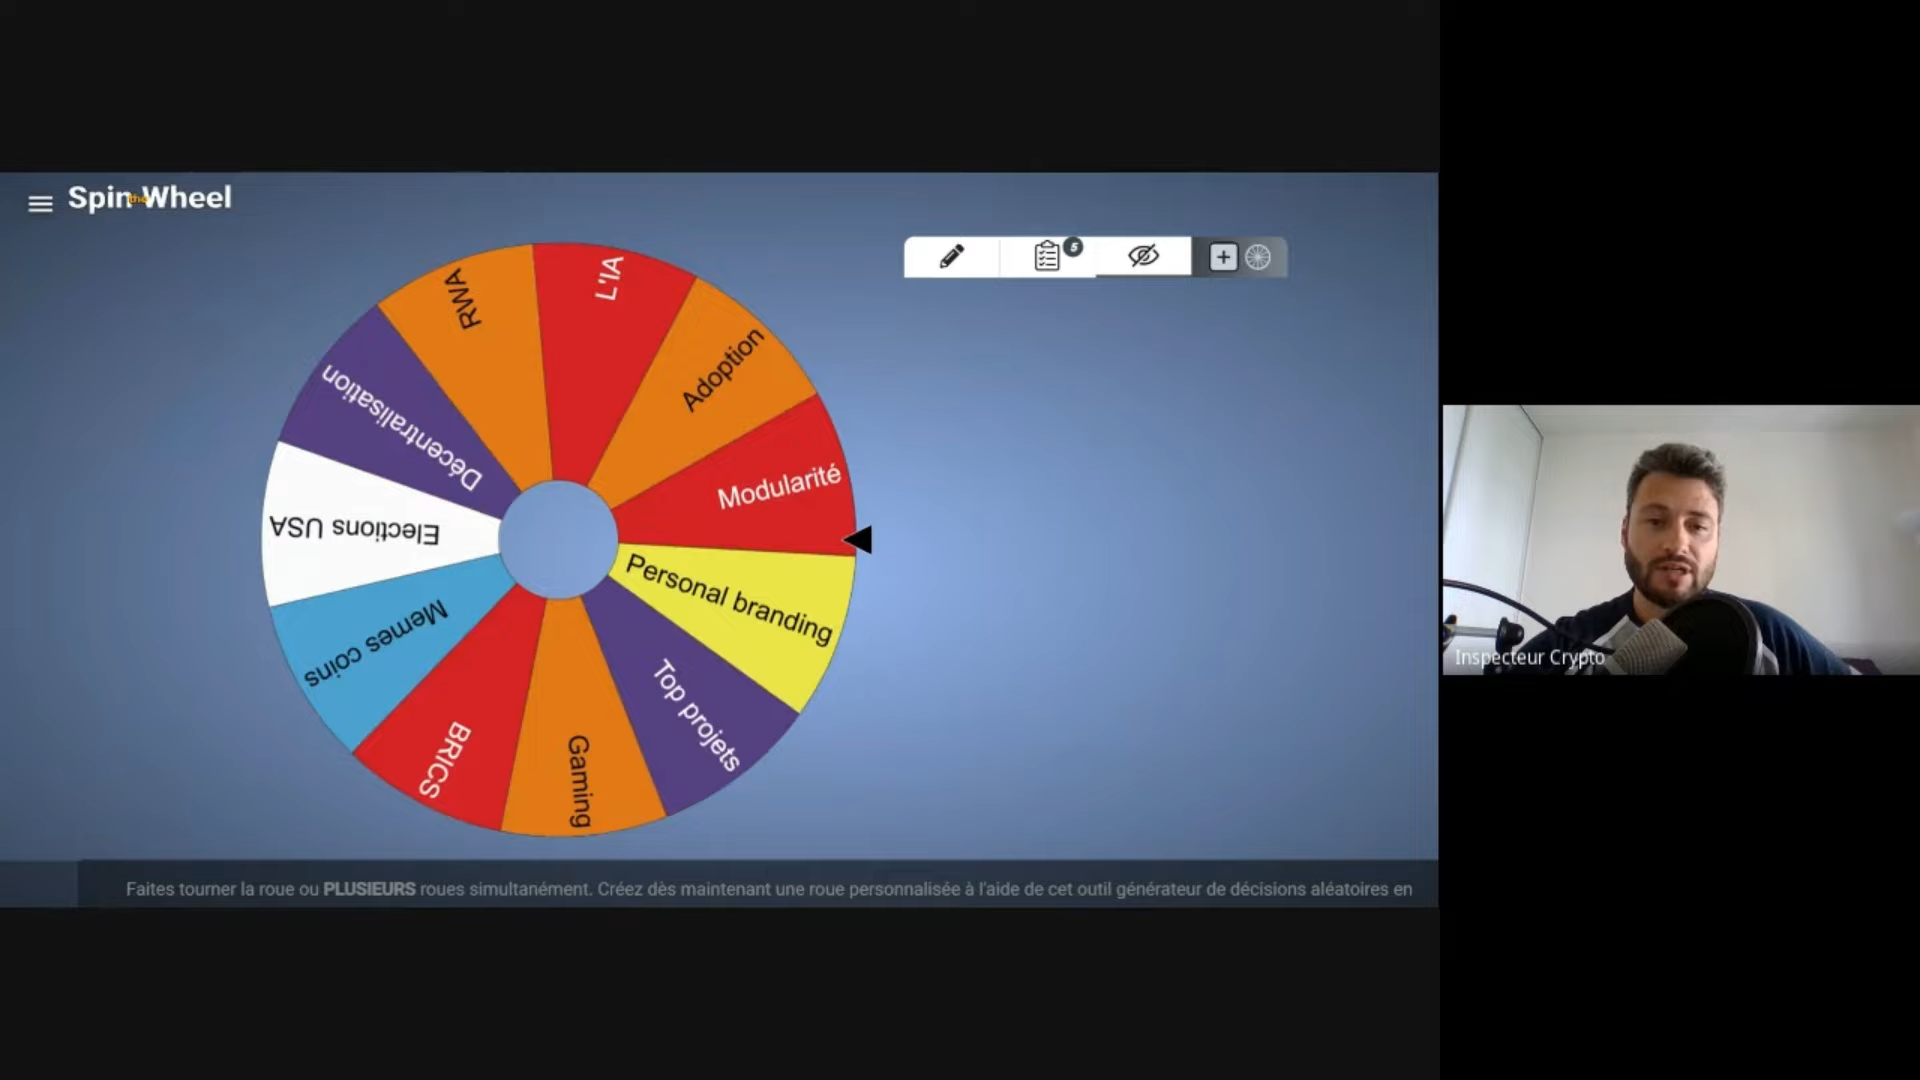 Spin the Wheel
5
L'IA
Adoption
Modularité
Personal branding
Top projets
Gaming
BRICS
Memes coins
Elections USA
Décentralisation
RWA
Inspecteur Crypto
Faites tourner la roue ou PLUSIEURS roues simultanément. Créez dès maintenant une roue personnalisée à l'aide de cet outil générateur de décisions aléatoires en